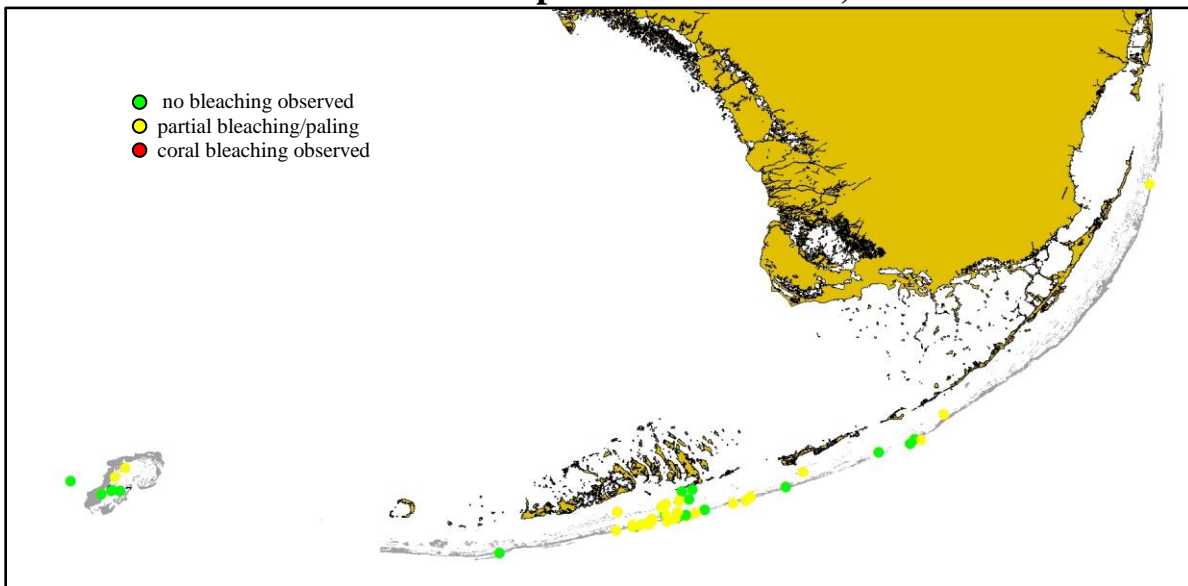 no bleaching observed
partial bleaching/paling
coral bleaching observed